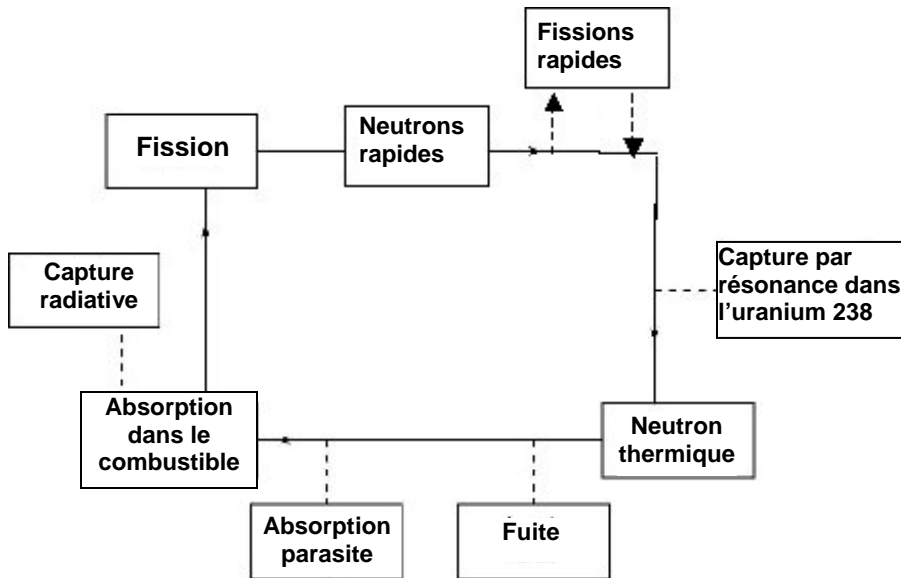 Fissions
rapides
Fission
Neutrons
rapides
Capture
radiative
Capture par
résonance dans
l'uranium 238
Absorption
dans le
combustible
Neutron
thermique
Absorption
parasite
Fuite